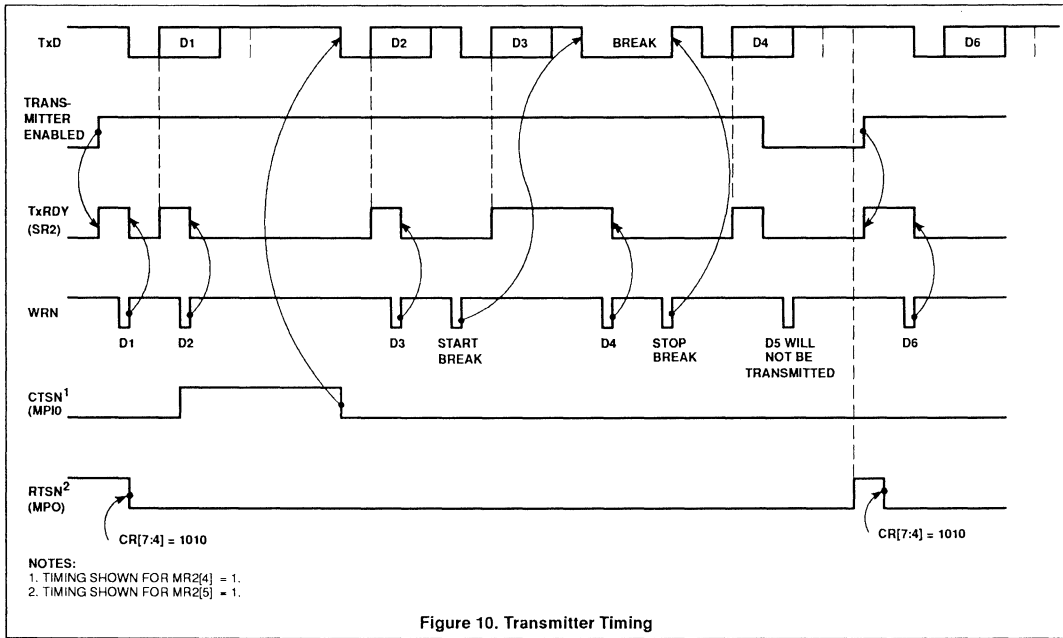 TxD
D1
D2
D3
BREAK
D4
D6
TRANS-
MITTER
ENABLED
TxRDY
(SR2)
WRN
D1
D2
D3
START
BREAK
D4
STOP
BREAK
D5 WILL
NOT BE
TRANSMITTED
D6
CTSN1
(MPI0
RTSN2
(MPO)
CR[7:4] = 1010
CR[7:4] = 1010
NOTES:
1. TIMING SHOWN FOR MR2[4] = 1.
2. TIMING SHOWN FOR MR2[5] = 1.
Figure 10. Transmitter Timing